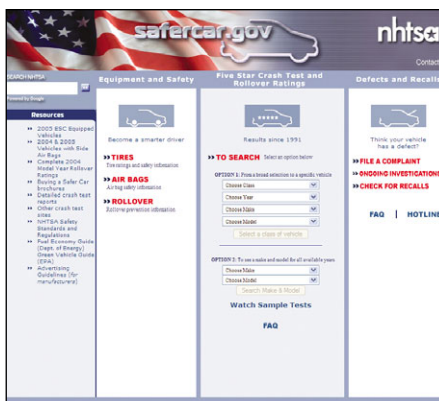 safercar.gov
nhtsa
Contact
SEARCH NHTSA
Powered by Google
Equipment and Safety
Five Star Crash Test and
Rollover Ratings
Defects and Recalls
Resources
2005 ESC Equipped
Vehicles
2004 & 2005
Vehicles with Side
Air Bags
Complete 2004
Model Year Rollover
Ratings
Buying a Safer Car
brochures
Detailed crash test
reports
Other crash test
sites
NHTSA Safety
Standards and
Regulations
Fuel Economy Guide
(Dept. of Energy)
Green Vehicle Guide
(EPA)
Advertising
Guidelines (for
manufacturers)
Become a smarter driver
TIRES
Tire ratings and safety information
AIR BAGS
Air bag safety information
ROLLOVER
Rollover prevention information
Results since 1991
TO SEARCH Select an option below
OPTION 1: From a broad selection to a specific vehicle
Choose Class
Choose Year
Choose Make
Choose Model
Select a class of vehicle
OPTION 2: To see a make and model for all available years
Choose Make
Choose Model
Search Make & Model
Watch Sample Tests
FAQ
Think your vehicle
has a defect?
FILE A COMPLAINT
ONGOING INVESTIGATIONS
CHECK FOR RECALLS
FAQ | HOTLINE